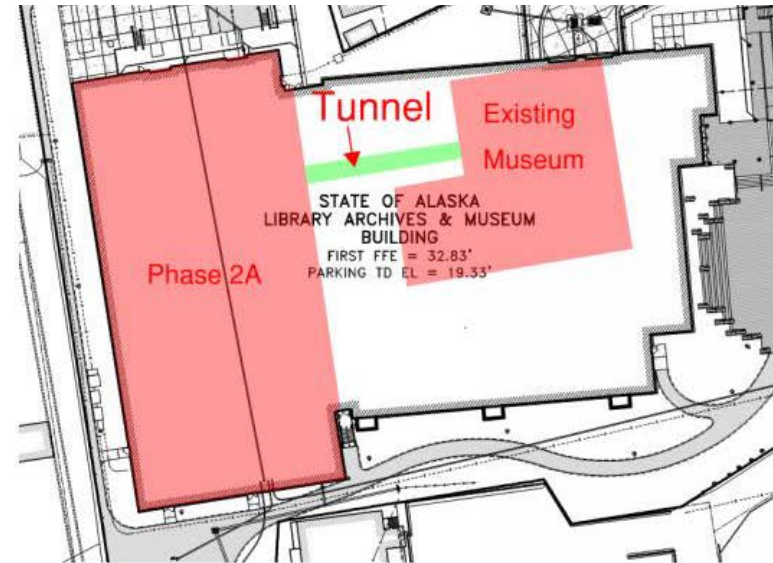 Tunnel
Existing
Museum
STATE OF ALASKA
LIBRARY ARCHIVES & MUSEUM
BUILDING
FIRST FFE = 32.83'
PARKING TD EL = 19.33'
Phase 2A